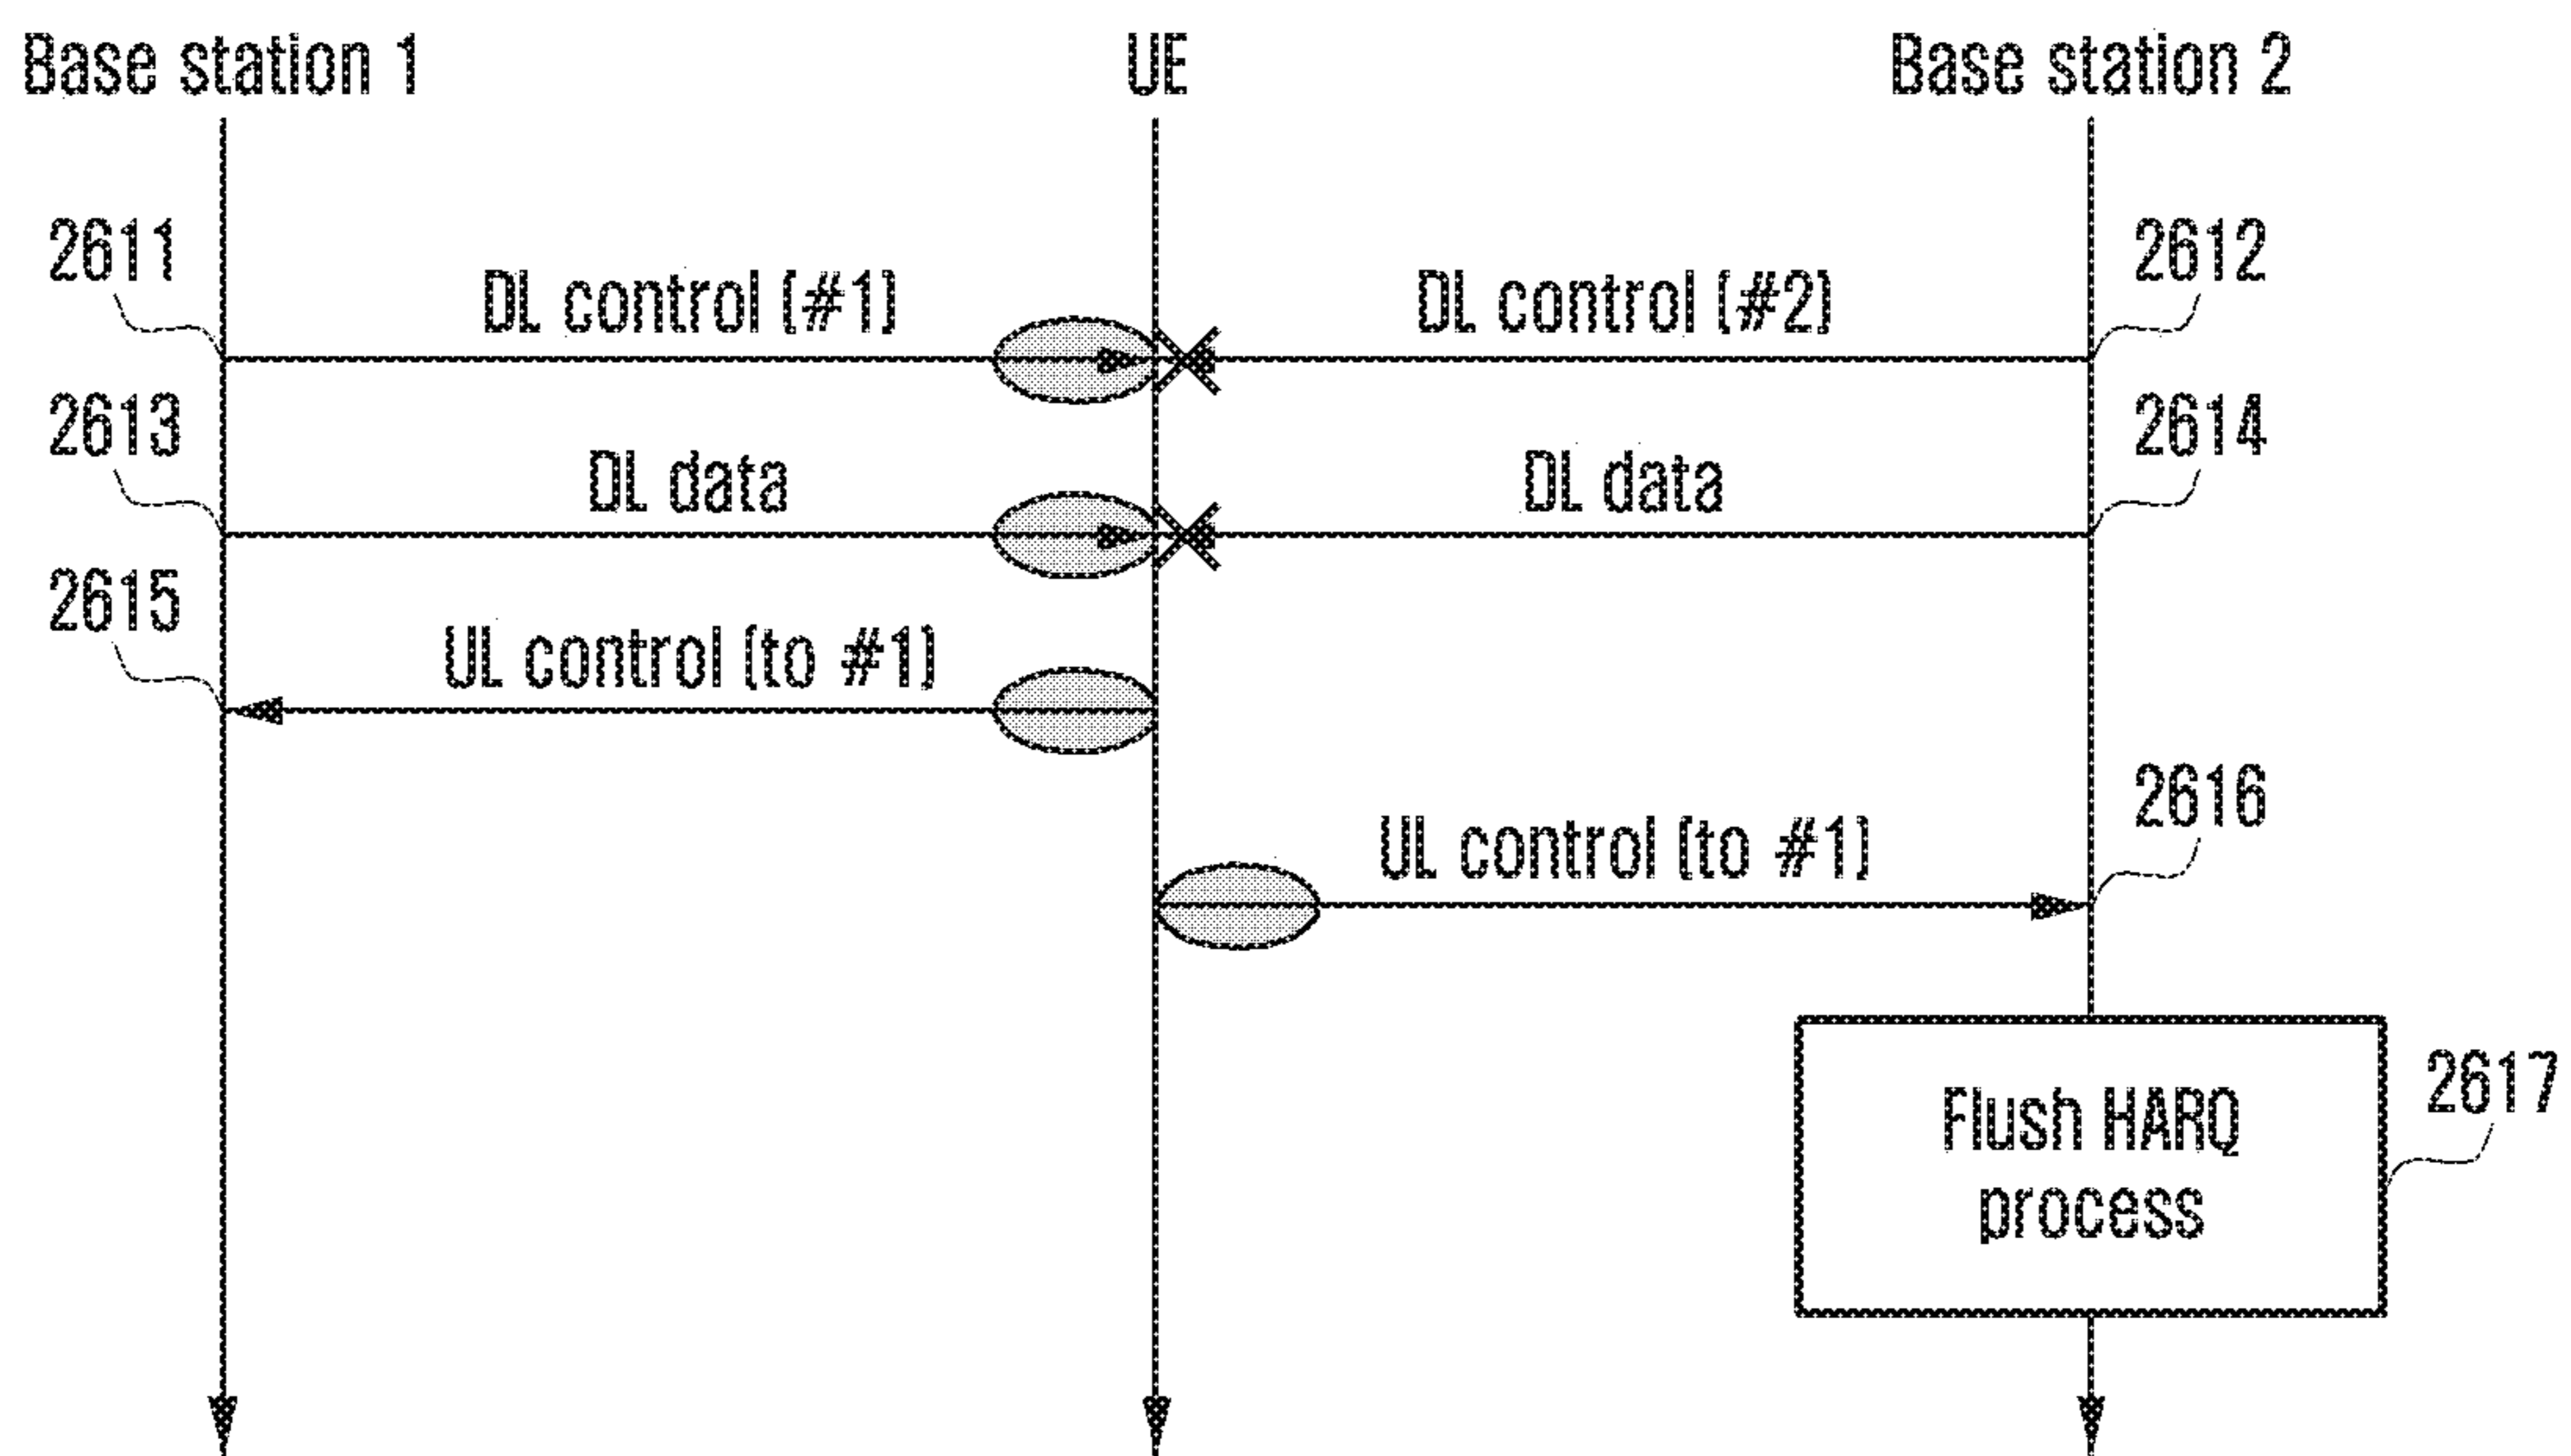 Base station 1
UE
Base station 2
2611
DL control (#1)
DL control (#2)
2612
2613
DL data
DL data
2614
2615
UL control (to #1)
UL control (to #1)
2616
Flush HARQ
process
2617